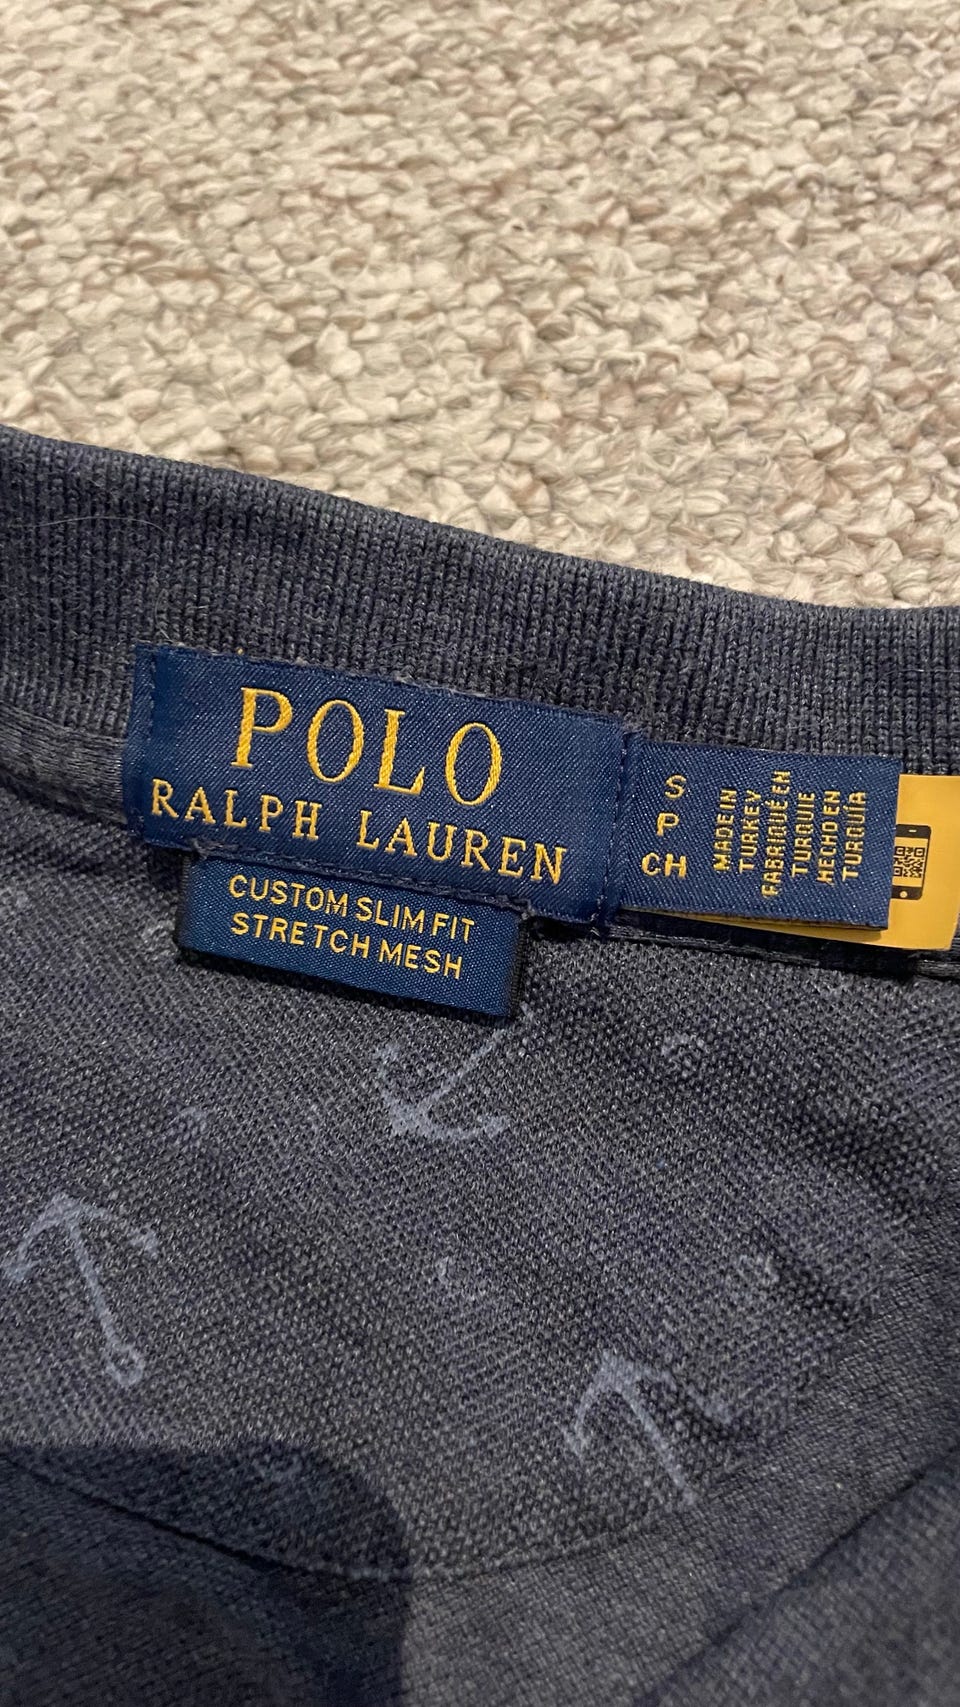 POLO
RALPH LAUREN
CUSTOM SLIM FIT
STRETCH MESH
S
P
CH
MADE IN
TURKEY
FABRIQUÉ EN
TURQUIE
HECHO EN
TURQUÍA